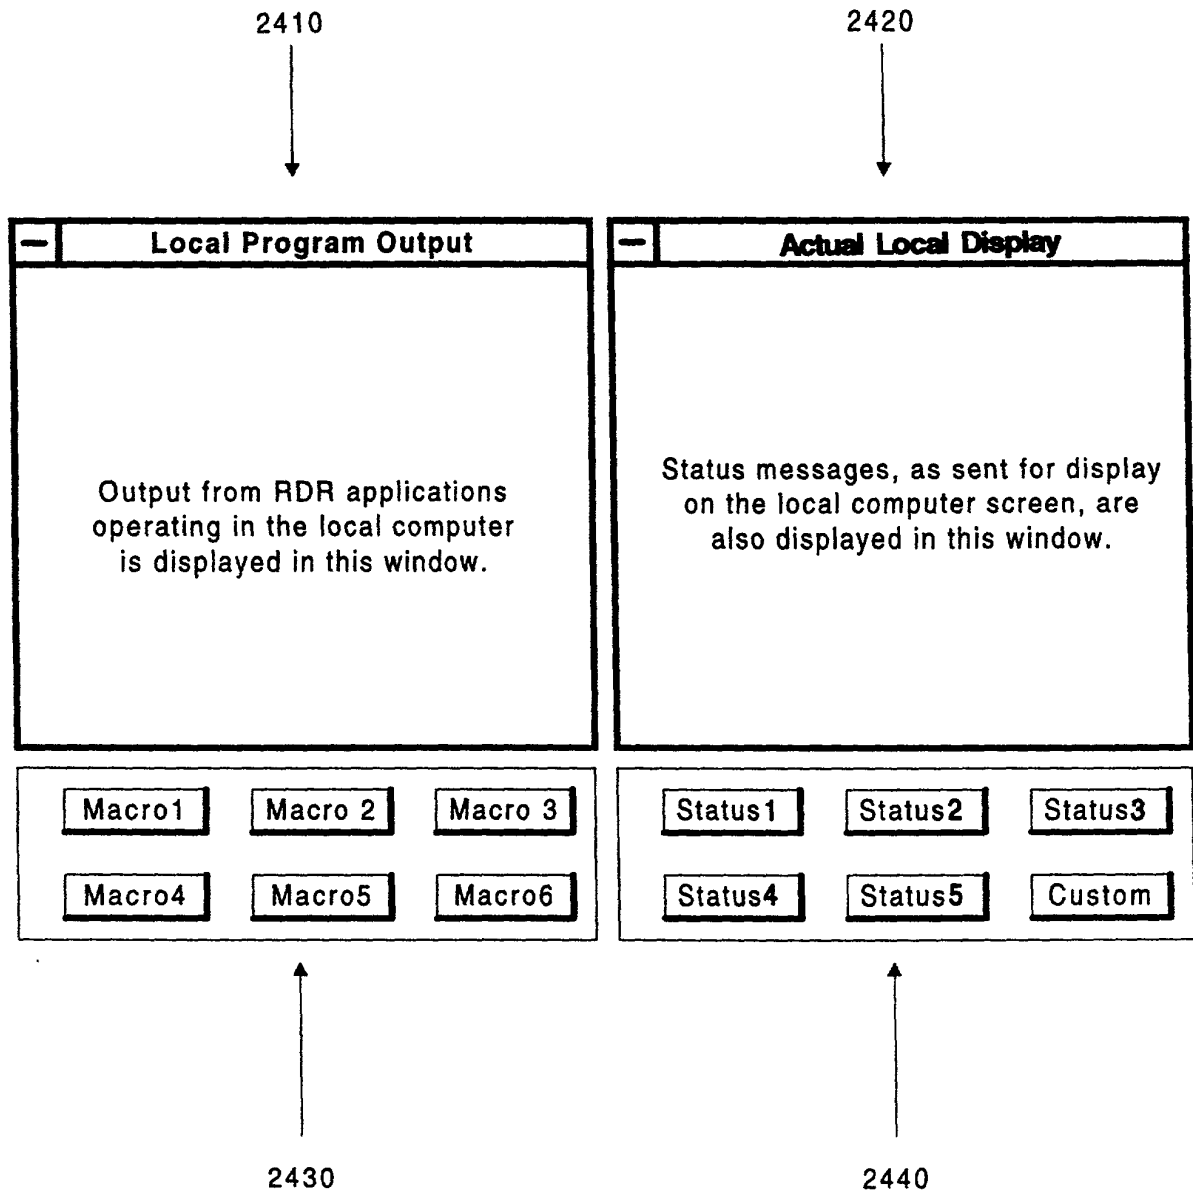 2410
2420
Local Program Output
Actual Local Display
Output from RDR applications
operating in the local computer
is displayed in this window.
Status messages, as sent for display
on the local computer screen, are
also displayed in this window.
Macro1 Macro 2 Macro 3
Macro4 Macro5 Macro6
Status1 Status2 Status3
Status4 Status5 Custom
2430
2440